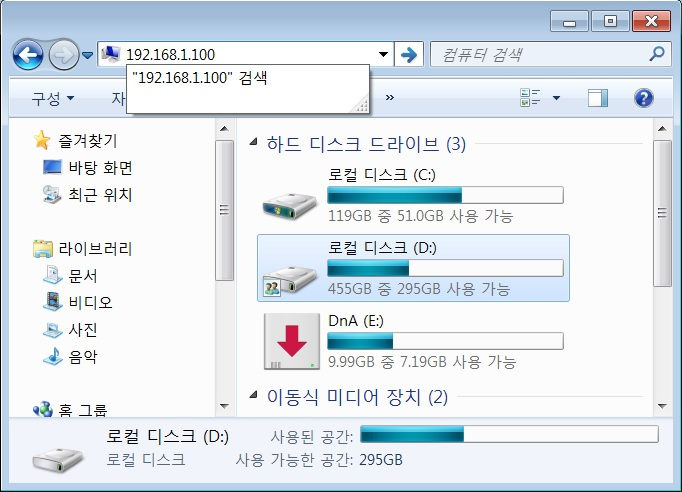 192.168.1.100
컴퓨터 검색
"192.168.1.100" 검색
구성
자
»
즐겨찾기
바탕 화면
최근 위치
라이브러리
문서
비디오
사진
음악
홈 그룹
하드 디스크 드라이브 (3)
로컬 디스크 (C:)
119GB 중 51.0GB 사용 가능
로컬 디스크 (D:)
455GB 중 295GB 사용 가능
DnA (E:)
9.99GB 중 7.19GB 사용 가능
이동식 미디어 장치 (2)
로컬 디스크 (D:) 사용된 공간:
로컬 디스크 사용 가능한 공간: 295GB